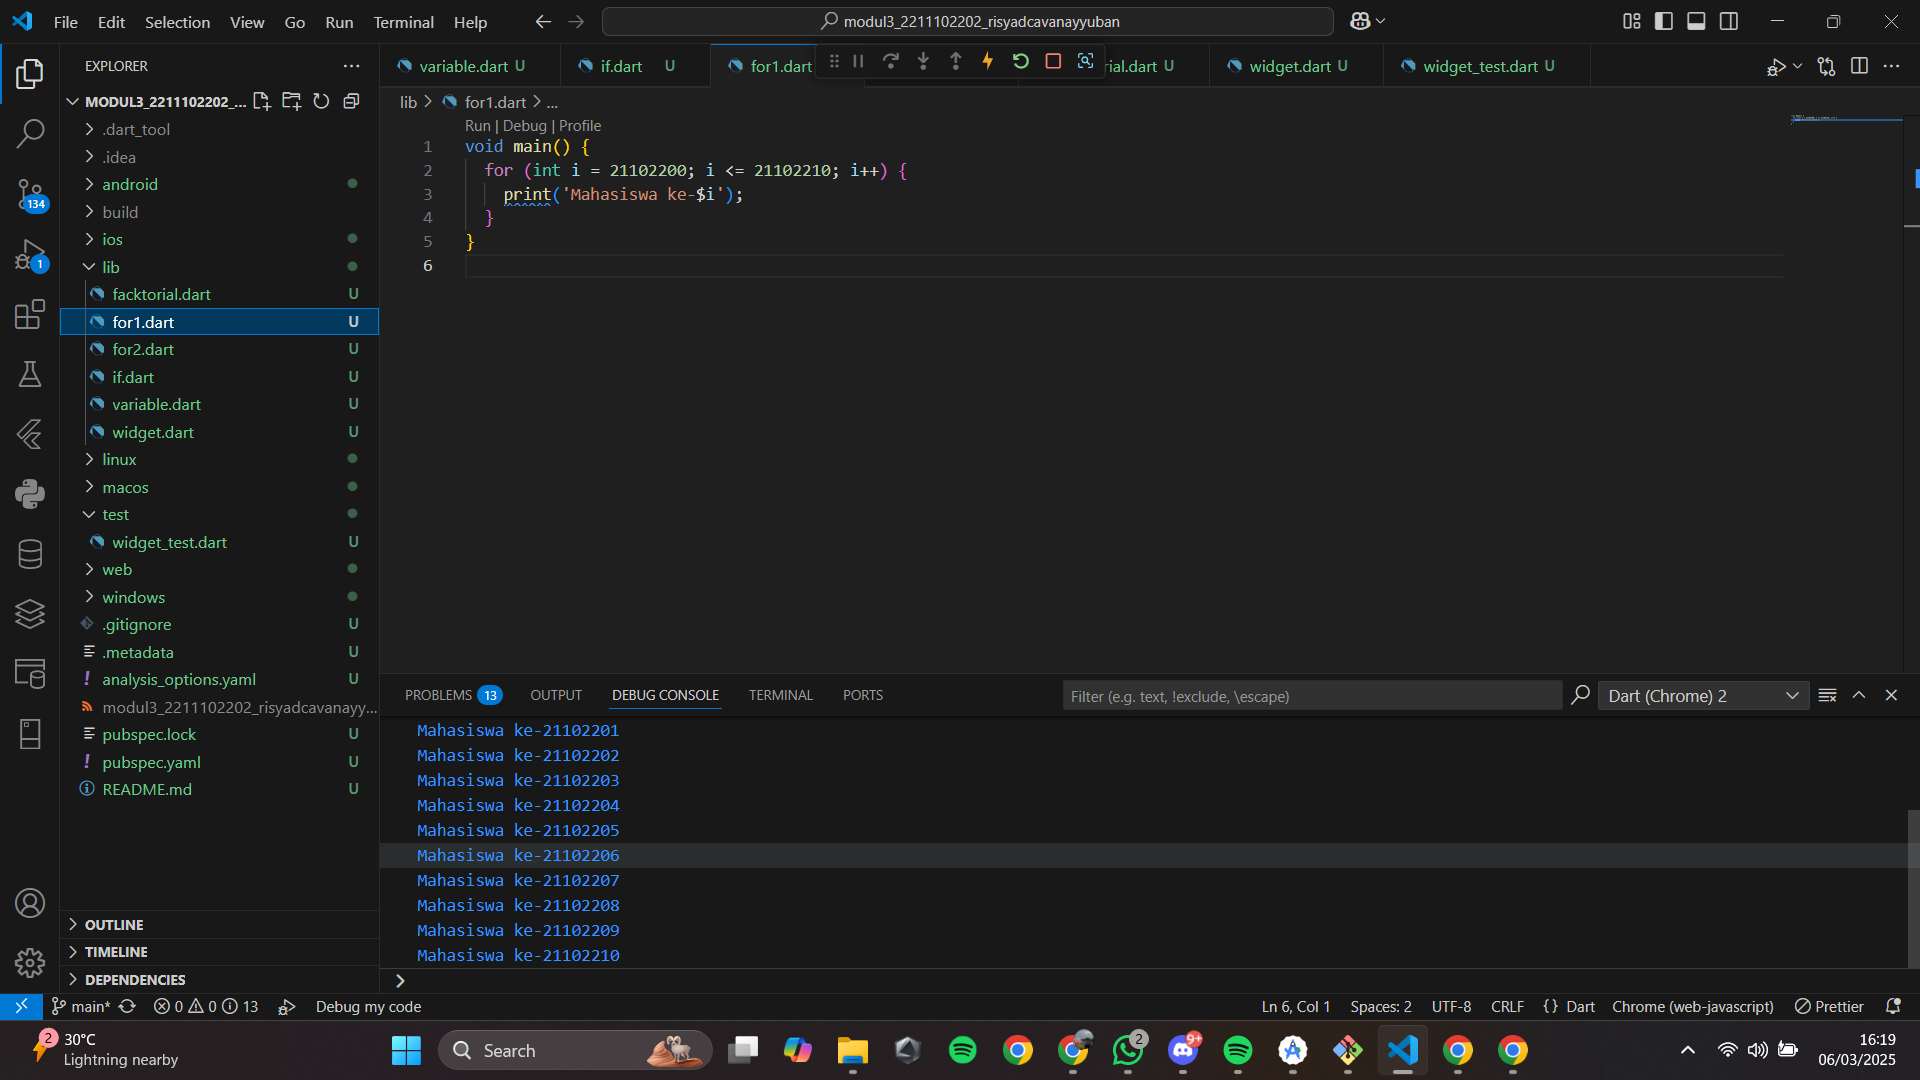 File Edit Selection View Go Run Terminal Help
modul3_2211102202_risyadcavanayyuban
EXPLORER
variable.dart U
if.dart U
for1.dart
rial.dart U
widget.dart U
widget_test.dart U
MODUL3_2211102202_...
lib > for1.dart > ...
.dart_tool
.idea
android
build
ios
lib
facktorial.dart U
for1.dart U
for2.dart U
if.dart U
variable.dart U
widget.dart U
linux
macos
test
widget_test.dart U
web
windows
.gitignore U
.metadata U
analysis_options.yaml U
modul3_2211102202_risyadcavanayy...
pubspec.lock U
pubspec.yaml U
README.md U
OUTLINE
TIMELINE
DEPENDENCIES
134
1
Run | Debug | Profile
1 void main() {
2 for (int i = 21102200; i <= 21102210; i++) {
3 print('Mahasiswa ke-$i');
4 }
5 }
6
PROBLEMS 13 OUTPUT DEBUG CONSOLE TERMINAL PORTS
Filter (e.g. text, !exclude, \escape)
Dart (Chrome) 2
Mahasiswa ke-21102201
Mahasiswa ke-21102202
Mahasiswa ke-21102203
Mahasiswa ke-21102204
Mahasiswa ke-21102205
Mahasiswa ke-21102206
Mahasiswa ke-21102207
Mahasiswa ke-21102208
Mahasiswa ke-21102209
Mahasiswa ke-21102210
main* 0 0 13 Debug my code
Ln 6, Col 1 Spaces: 2 UTF-8 CRLF {} Dart Chrome (web-javascript) Prettier
2
30°C
Lightning nearby
Search
2
9+
16:19
06/03/2025